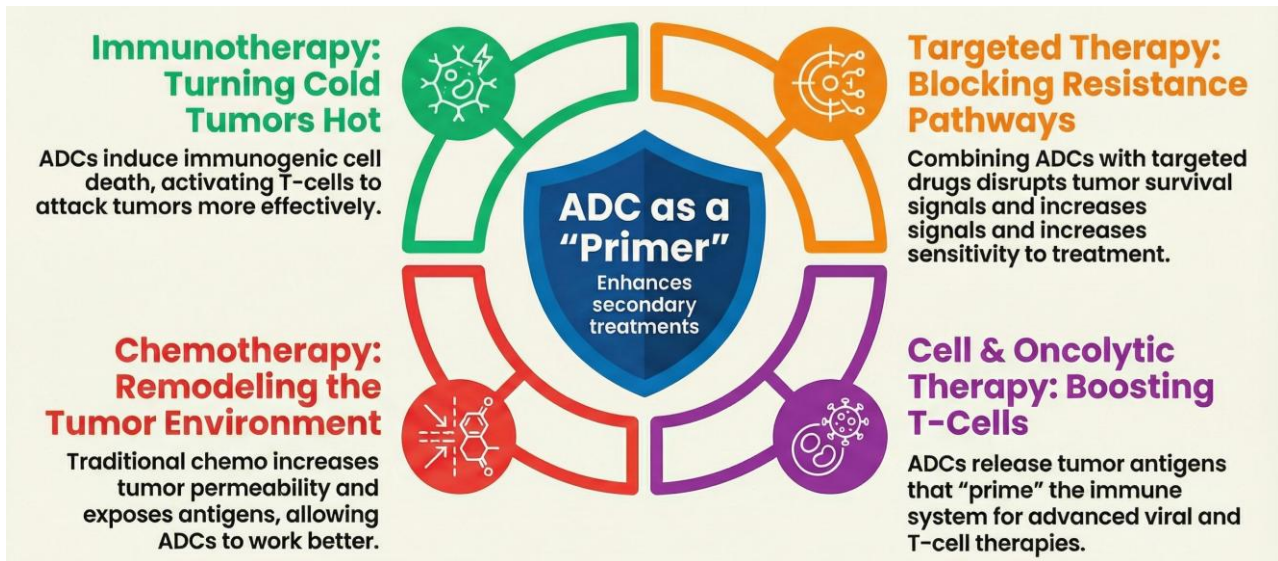 Immunotherapy:
Turning Cold
Tumors Hot
ADCs induce immunogenic cell
death, activating T-cells to
attack tumors more effectively.
Targeted Therapy:
Blocking Resistance
Pathways
Combining ADCs with targeted
drugs disrupts tumor survival
signals and increases
signals and increases
sensitivity to treatment.
ADC as a
“Primer”
Enhances
secondary
treatments
Chemotherapy:
Remodeling the
Tumor Environment
Traditional chemo increases
tumor permeability and
exposes antigens, allowing
ADCs to work better.
Cell & Oncolytic
Therapy: Boosting
T-Cells
ADCs release tumor antigens
that “prime” the immune
system for advanced viral and
T-cell therapies.